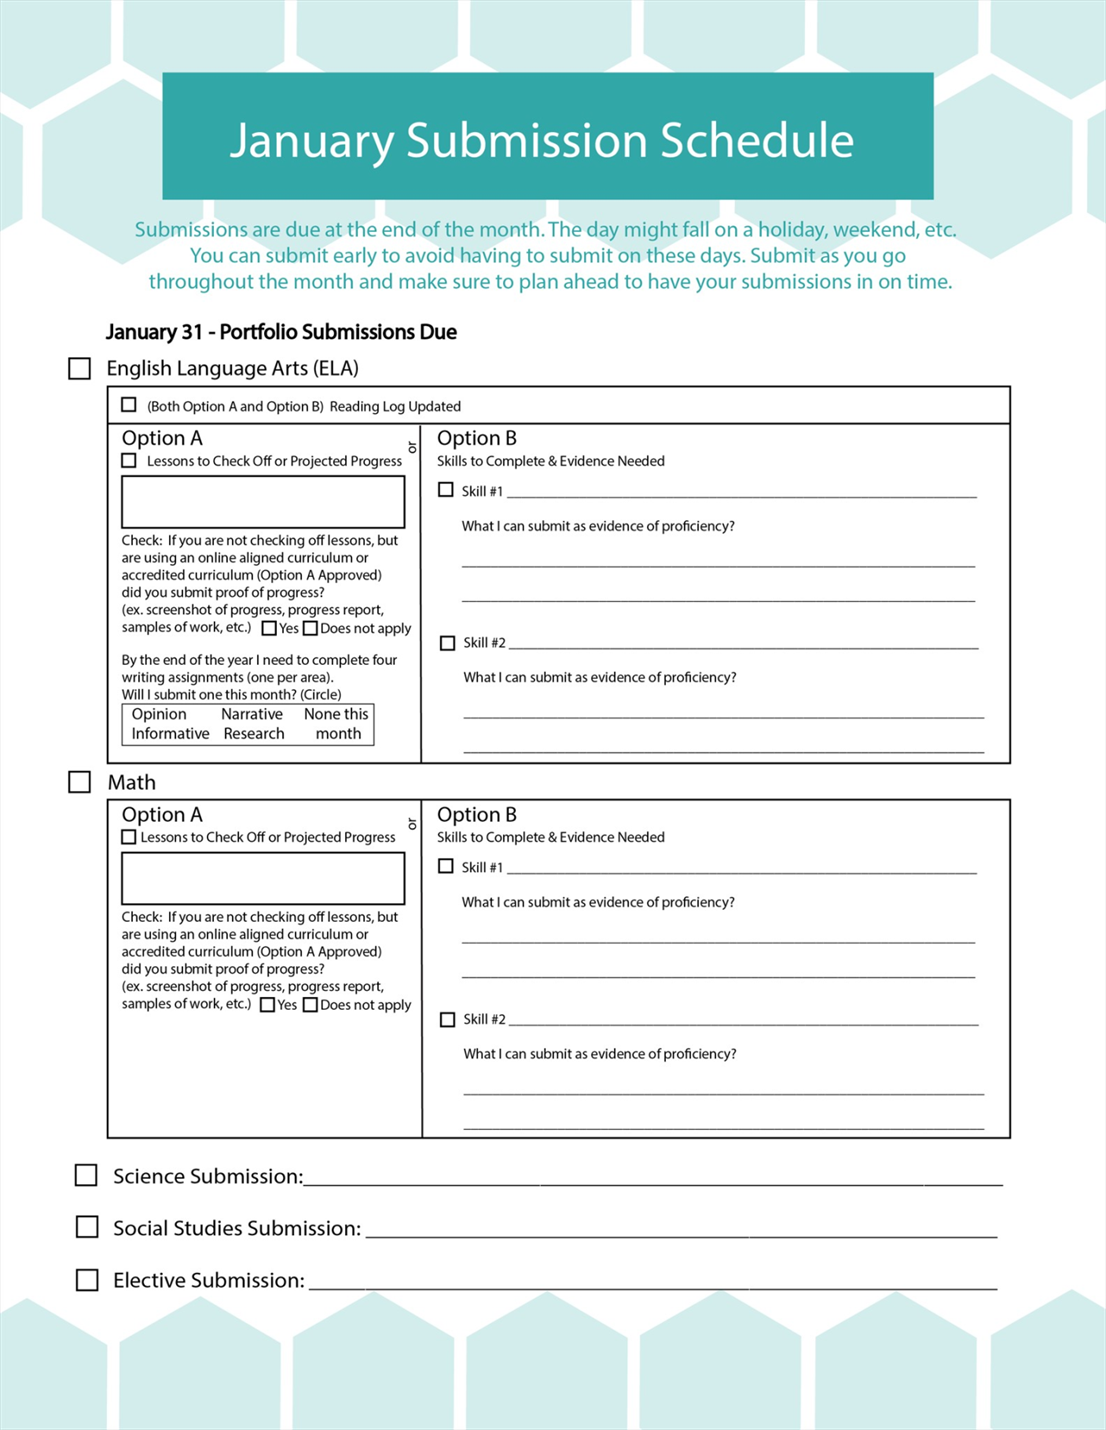 January Submission Schedule
Submissions are due at the end of the month. The day might fall on a holiday, weekend, etc.
You can submit early to avoid having to submit on these days. Submit as you go
throughout the month and make sure to plan ahead to have your submissions in on time.
January 31 - Portfolio Submissions Due
English Language Arts (ELA)
(Both Option A and Option B) Reading Log Updated
Option A
Lessons to Check Off or Projected Progress
Check: If you are not checking off lessons, but
are using an online aligned curriculum or
accredited curriculum (Option A Approved)
did you submit proof of progress?
(ex. screenshot of progress, progress report,
samples of work, etc.) Yes Does not apply
By the end of the year I need to complete four
writing assignments (one per area).
Will I submit one this month? (Circle)
Opinion Narrative None this
Informative Research month
or
Option B
Skills to Complete & Evidence Needed
Skill #1
What I can submit as evidence of proficiency?
Skill #2
What I can submit as evidence of proficiency?
Math
Option A
Lessons to Check Off or Projected Progress
Check: If you are not checking off lessons, but
are using an online aligned curriculum or
accredited curriculum (Option A Approved)
did you submit proof of progress?
(ex. screenshot of progress, progress report,
samples of work, etc.) Yes Does not apply
or
Option B
Skills to Complete & Evidence Needed
Skill #1
What I can submit as evidence of proficiency?
Skill #2
What I can submit as evidence of proficiency?
Science Submission:
Social Studies Submission:
Elective Submission: